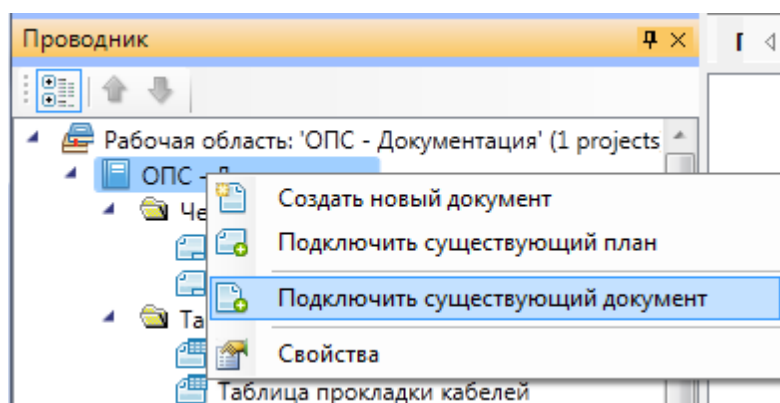 Проводник
Рабочая область: 'ОПС - Документация' (1 projects
ОПС -
Создать новый документ
Подключить существующий план
Подключить существующий документ
Свойства
Таблица прокладки кабелей